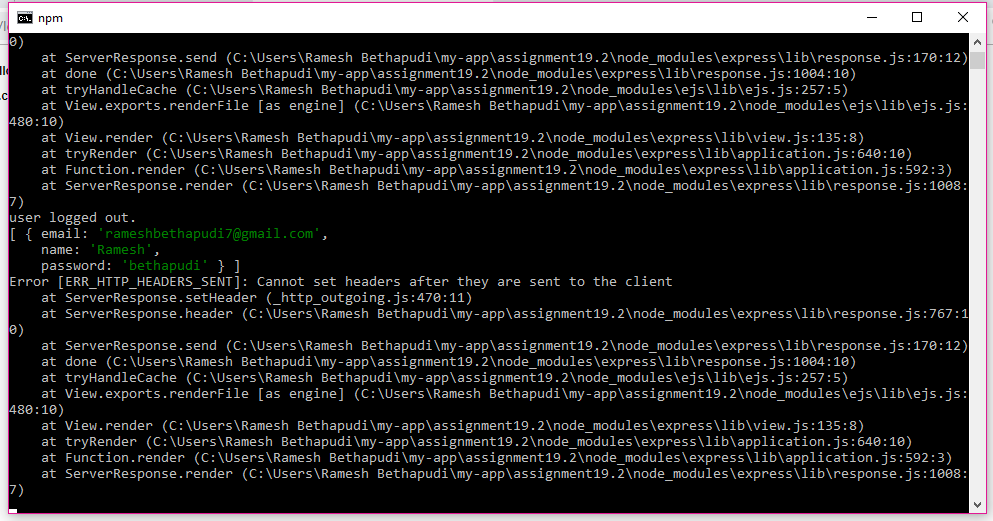 npm
0)
    at ServerResponse.send (C:\Users\Ramesh Bethapudi\my-app\assignment19.2\node_modules\express\lib\response.js:170:12)
    at done (C:\Users\Ramesh Bethapudi\my-app\assignment19.2\node_modules\express\lib\response.js:1004:10)
    at tryHandleCache (C:\Users\Ramesh Bethapudi\my-app\assignment19.2\node_modules\ejs\lib\ejs.js:257:5)
    at View.exports.renderFile [as engine] (C:\Users\Ramesh Bethapudi\my-app\assignment19.2\node_modules\ejs\lib\ejs.js:
480:10)
    at View.render (C:\Users\Ramesh Bethapudi\my-app\assignment19.2\node_modules\express\lib\view.js:135:8)
    at tryRender (C:\Users\Ramesh Bethapudi\my-app\assignment19.2\node_modules\express\lib\application.js:640:10)
    at Function.render (C:\Users\Ramesh Bethapudi\my-app\assignment19.2\node_modules\express\lib\application.js:592:3)
    at ServerResponse.render (C:\Users\Ramesh Bethapudi\my-app\assignment19.2\node_modules\express\lib\response.js:1008:
7)
user logged out.
[ { email: 'rameshbethapudi7@gmail.com',
    name: 'Ramesh',
    password: 'bethapudi' } ]
Error [ERR_HTTP_HEADERS_SENT]: Cannot set headers after they are sent to the client
    at ServerResponse.setHeader (_http_outgoing.js:470:11)
    at ServerResponse.header (C:\Users\Ramesh Bethapudi\my-app\assignment19.2\node_modules\express\lib\response.js:767:1
0)
    at ServerResponse.send (C:\Users\Ramesh Bethapudi\my-app\assignment19.2\node_modules\express\lib\response.js:170:12)
    at done (C:\Users\Ramesh Bethapudi\my-app\assignment19.2\node_modules\express\lib\response.js:1004:10)
    at tryHandleCache (C:\Users\Ramesh Bethapudi\my-app\assignment19.2\node_modules\ejs\lib\ejs.js:257:5)
    at View.exports.renderFile [as engine] (C:\Users\Ramesh Bethapudi\my-app\assignment19.2\node_modules\ejs\lib\ejs.js:
480:10)
    at View.render (C:\Users\Ramesh Bethapudi\my-app\assignment19.2\node_modules\express\lib\view.js:135:8)
    at tryRender (C:\Users\Ramesh Bethapudi\my-app\assignment19.2\node_modules\express\lib\application.js:640:10)
    at Function.render (C:\Users\Ramesh Bethapudi\my-app\assignment19.2\node_modules\express\lib\application.js:592:3)
    at ServerResponse.render (C:\Users\Ramesh Bethapudi\my-app\assignment19.2\node_modules\express\lib\response.js:1008:
7)